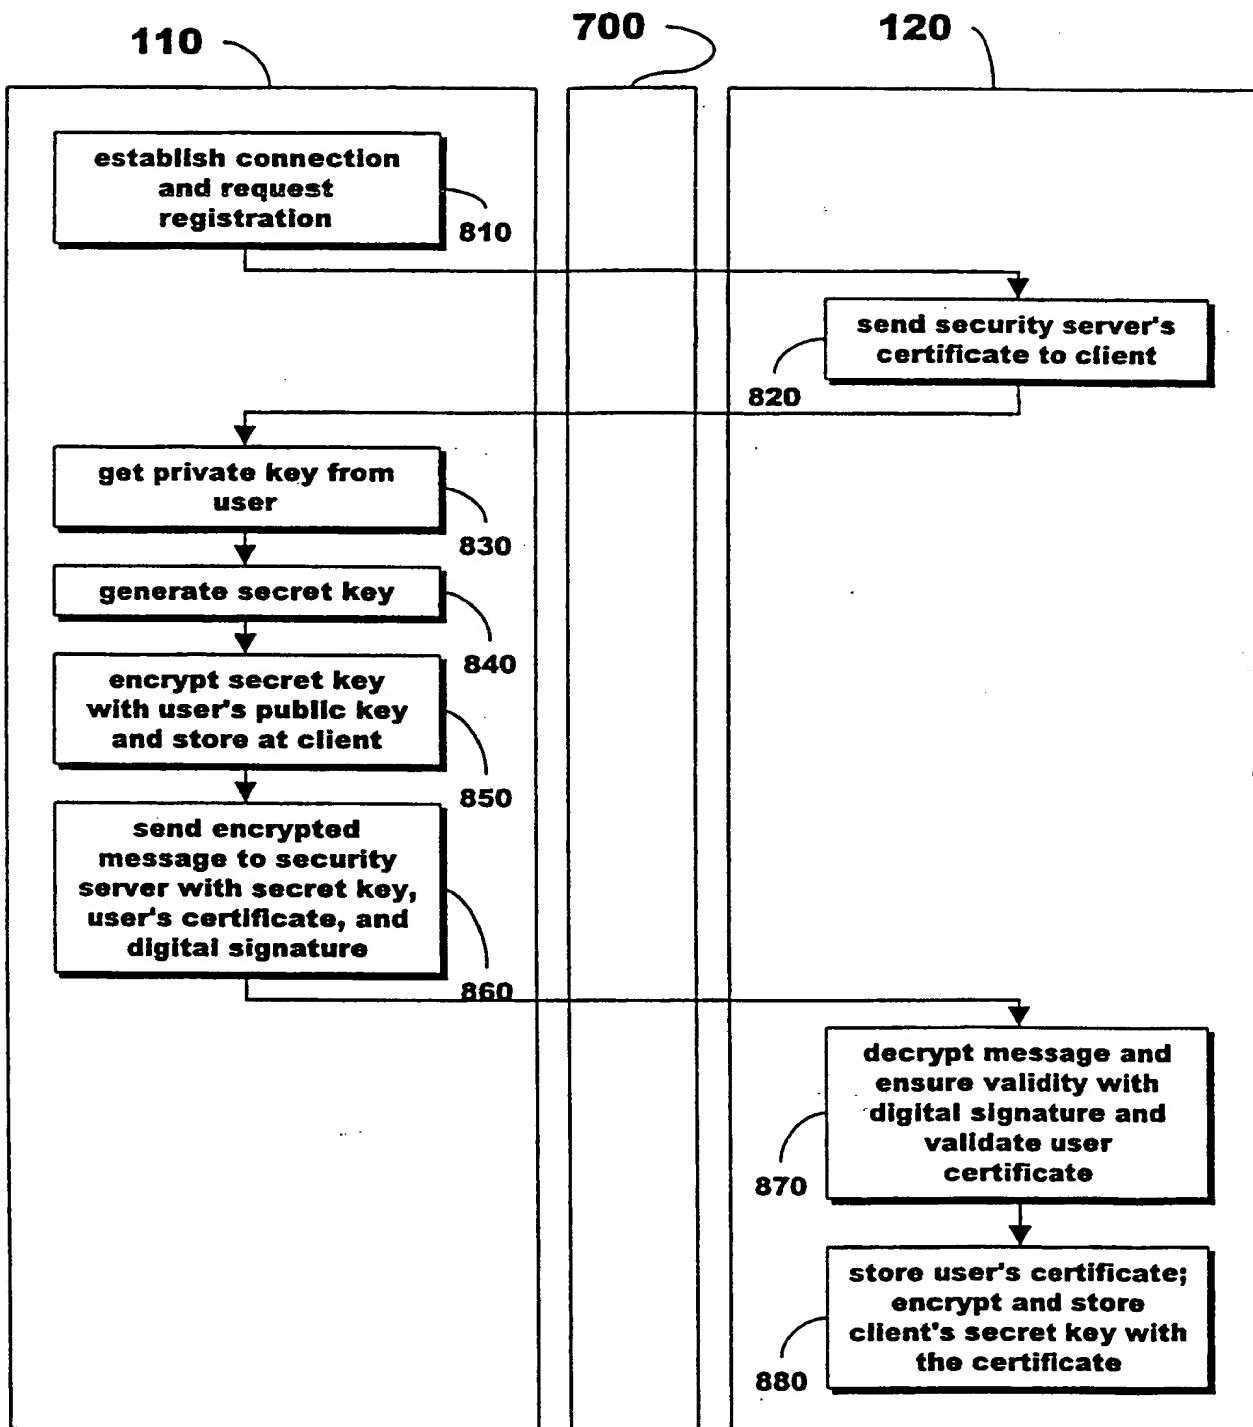 110
700
120
establish connection
and request
registration
810
send security server's
certificate to client
820
get private key from
user
830
generate secret key
840
encrypt secret key
with user's public key
and store at client
850
send encrypted
message to security
server with secret key,
user's certificate, and
digital signature
860
decrypt message and
ensure validity with
digital signature and
validate user
certificate
870
store user's certificate;
encrypt and store
client's secret key with
the certificate
880